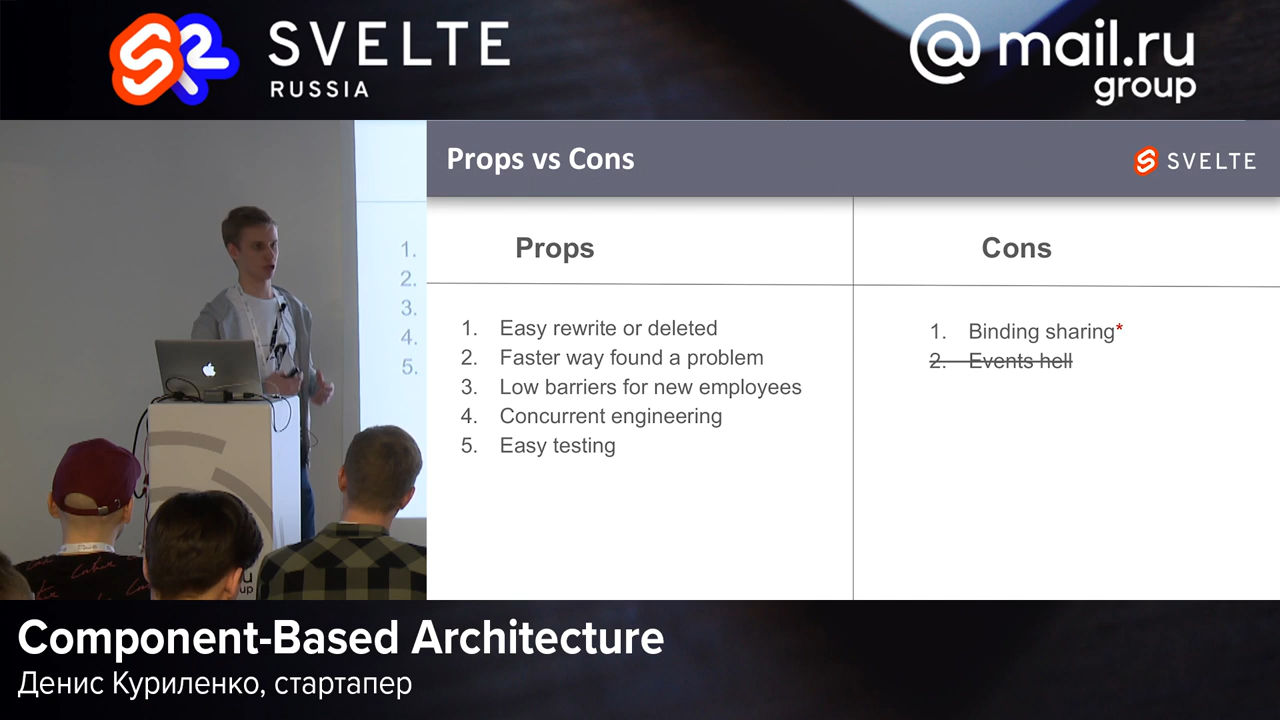 SVELTE
RUSSIA
@mail.ru
group
Props vs Cons
SVELTE
Props
Cons
1. Easy rewrite or deleted
2. Faster way found a problem
3. Low barriers for new employees
4. Concurrent engineering
5. Easy testing
1. Binding sharing*
2. Events hell
1.
2.
3.
4.
5.
Component-Based Architecture
Денис Куриленко, стартапер